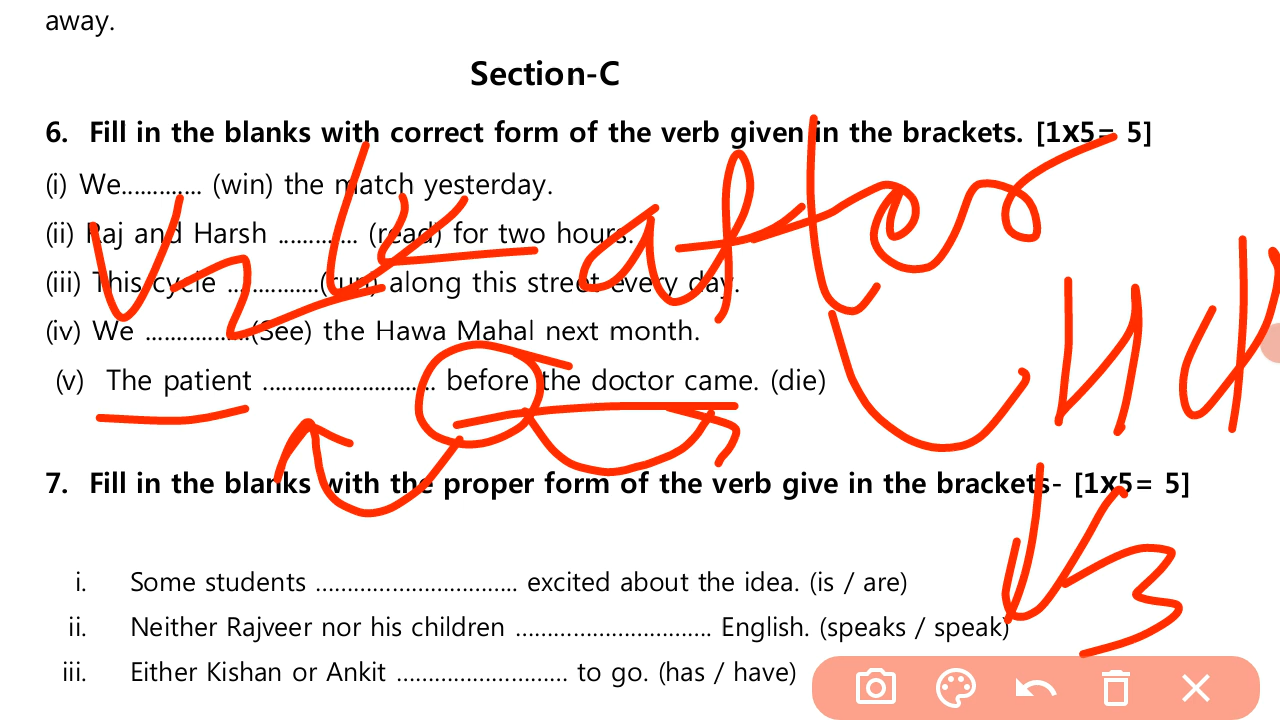 away.
Section-C
6. Fill in the blanks with correct form of the verb given in the brackets. [1x5= 5]
(i) We............. (win) the match yesterday.
(ii) Raj and Harsh ............. (read) for two hours.
(iii) This cycle ...............(run) along this street every day.
(iv) We .................(See) the Hawa Mahal next month.
(v) The patient ........................... before the doctor came. (die)
7. Fill in the blanks with the proper form of the verb give in the brackets- [1x5= 5]
i. Some students ................................ excited about the idea. (is / are)
ii. Neither Rajveer nor his children ............................... English. (speaks / speak)
iii. Either Kishan or Ankit ........................... to go. (has / have)
V2
after
V3